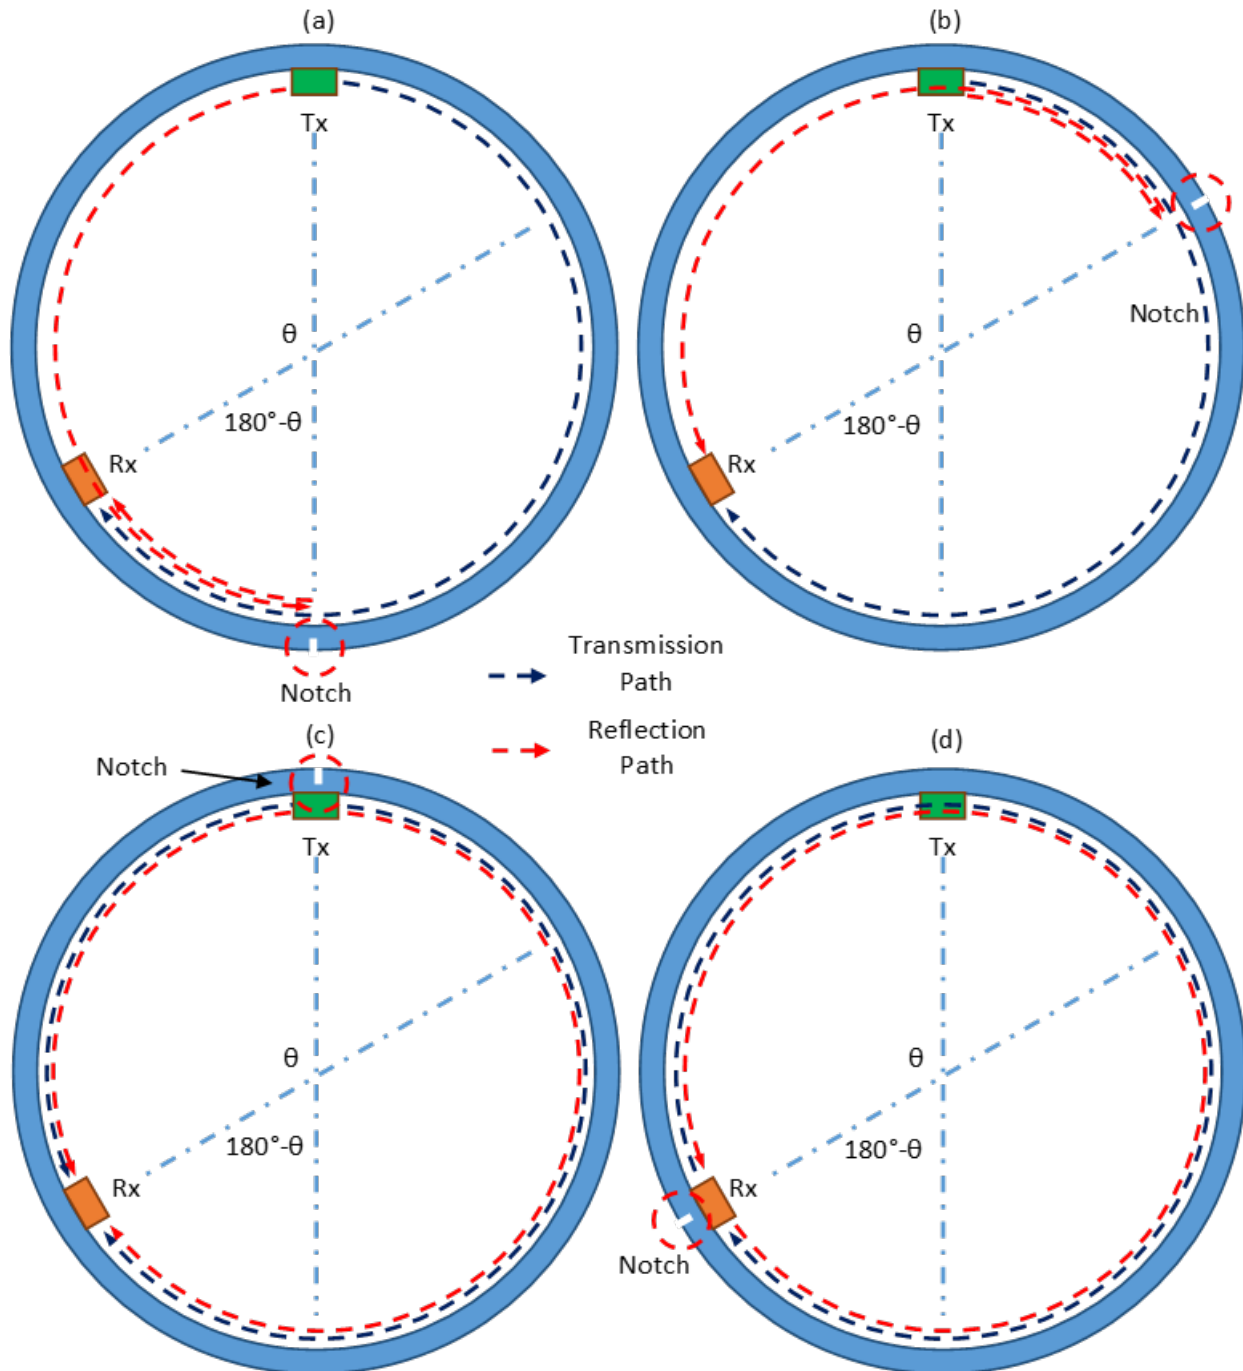 (a)
(b)
Tx
Tx
Notch
θ
θ
180°-θ
180°-θ
Rx
Rx
Transmission
Path
Notch
Reflection
Path
(c)
(d)
Notch
Tx
Tx
θ
θ
180°-θ
180°-θ
Rx
Rx
Notch